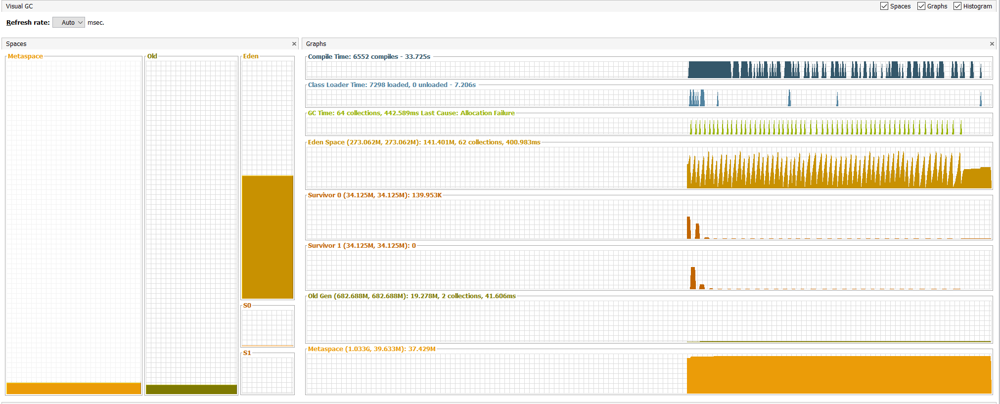 Visual GC
Spaces Graphs Histogram
Refresh rate: Auto msec.
Spaces
Metaspace
Old
Eden
S0
S1
Graphs
Compile Time: 6552 compiles - 33.725s
Class Loader Time: 7298 loaded, 0 unloaded - 7.206s
GC Time: 64 collections, 442.589ms Last Cause: Allocation Failure
Eden Space (273.062M, 273.062M): 141.401M, 62 collections, 400.983ms
Survivor 0 (34.125M, 34.125M): 139.953K
Survivor 1 (34.125M, 34.125M): 0
Old Gen (682.688M, 682.688M): 19.278M, 2 collections, 41.606ms
Metaspace (1.033G, 39.633M): 37.429M